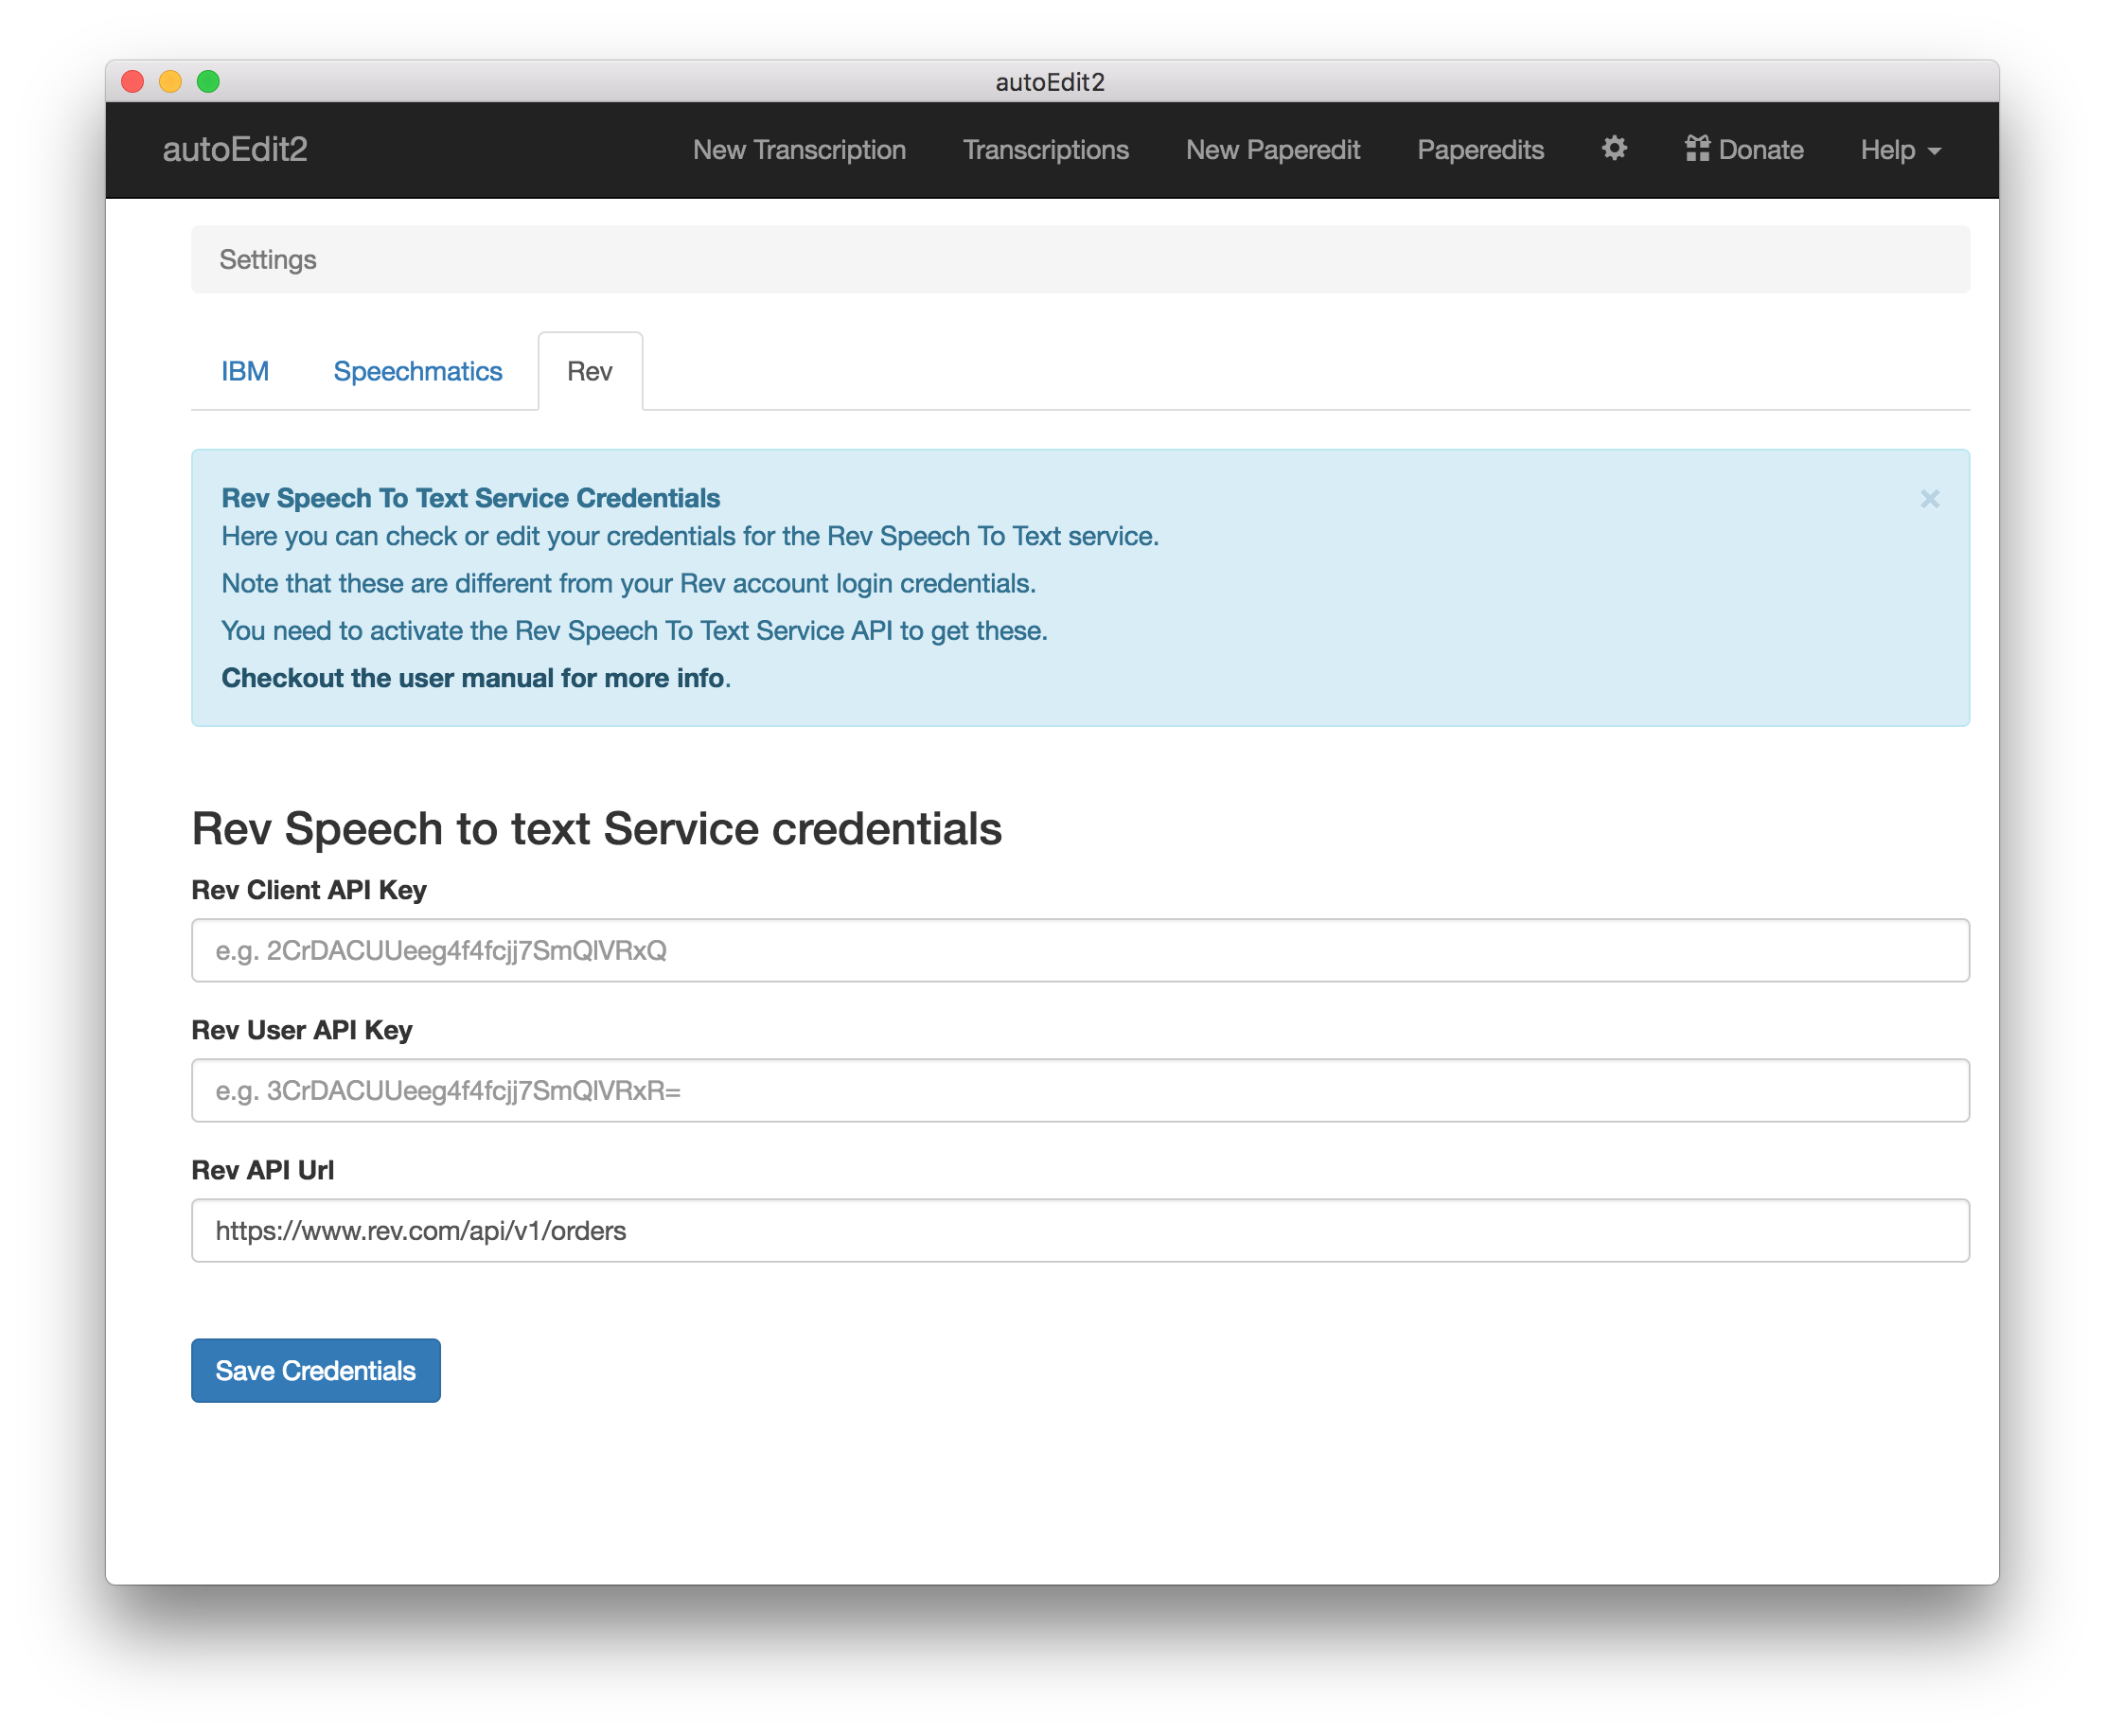 autoEdit2
autoEdit2 New Transcription Transcriptions New Paperedit Paperedits Donate Help
Settings
IBM Speechmatics Rev
Rev Speech To Text Service Credentials ×
Here you can check or edit your credentials for the Rev Speech To Text service.
Note that these are different from your Rev account login credentials.
You need to activate the Rev Speech To Text Service API to get these.
Checkout the user manual for more info.
Rev Speech to text Service credentials
Rev Client API Key
e.g. 2CrDACUUeeg4f4fcjj7SmQlVRxQ
Rev User API Key
e.g. 3CrDACUUeeg4f4fcjj7SmQlVRxR=
Rev API Url
https://www.rev.com/api/v1/orders
Save Credentials